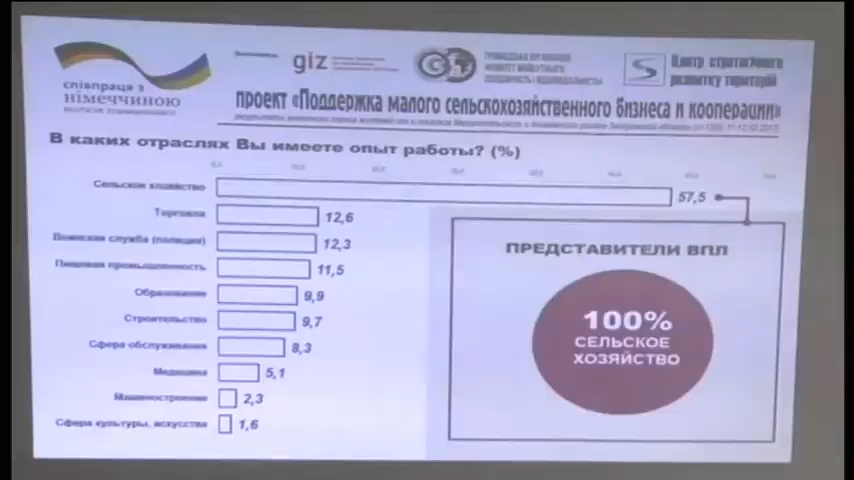 співпраця з
німеччиною
giz
Центр стратегічного
розвитку територій
проект «Поддержка малого сельскохозяйственного бизнеса и кооперации»
В каких отраслях Вы имеете опыт работы? (%)
Сельское хозяйство 57,5
Торговля 12,6
Воинская служба (полиция) 12,3
Пищевая промышленность 11,5
Образование 9,9
Строительство 9,7
Сфера обслуживания 8,3
Медицина 5,1
Машиностроение 2,3
Сфера культуры, искусства 1,6
ПРЕДСТАВИТЕЛИ ВПЛ
100%
СЕЛЬСКОЕ
ХОЗЯЙСТВО